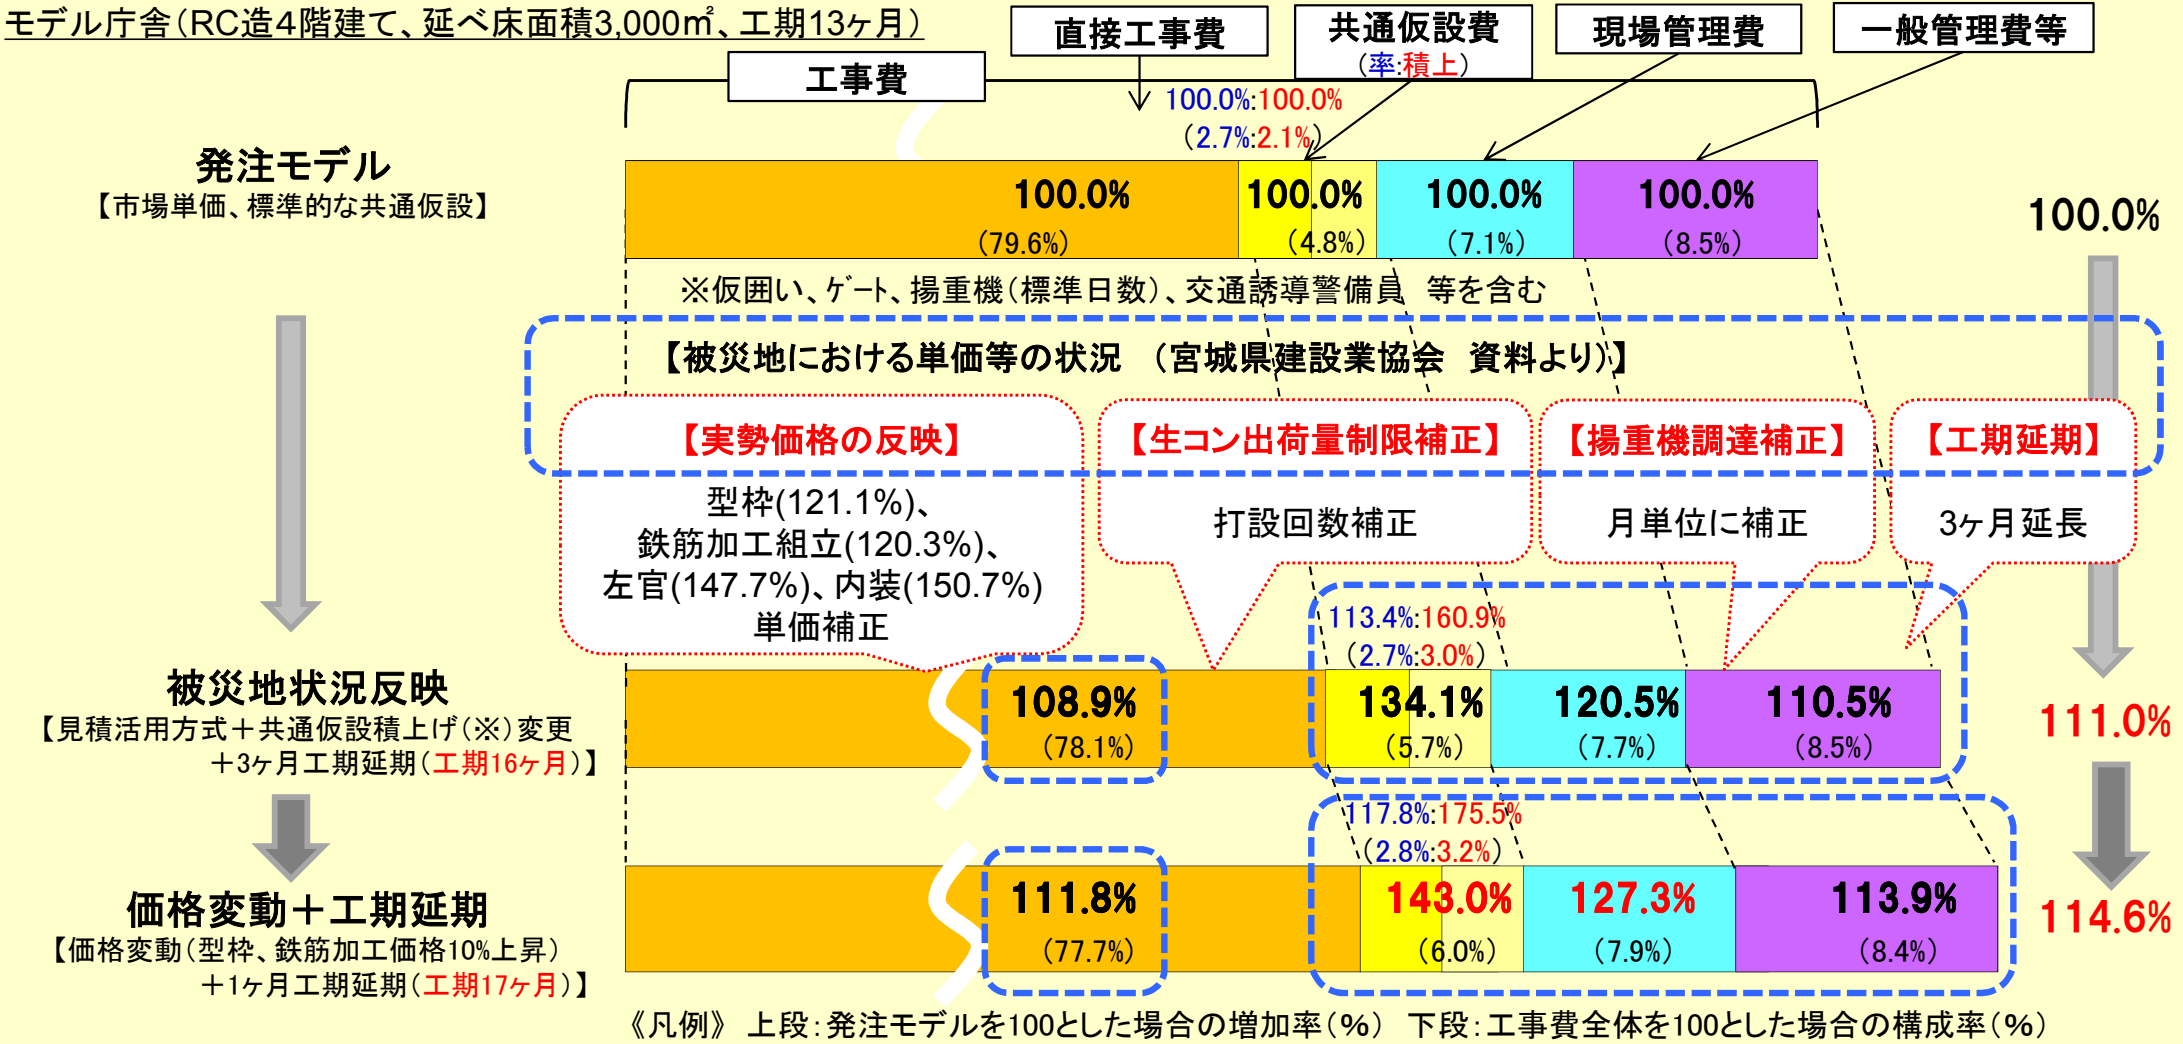 モデル庁舎(RC造4階建て、延べ床面積3,000㎡、工期13ヶ月)
工事費
直接工事費
共通仮設費
(率:積上)
現場管理費
一般管理費等
100.0%:100.0%
(2.7%:2.1%)
発注モデル
【市場単価、標準的な共通仮設】
100.0%
(79.6%)
100.0%
(4.8%)
100.0%
(7.1%)
100.0%
(8.5%)
100.0%
※仮囲い、ゲート、揚重機(標準日数)、交通誘導警備員 等を含む
【被災地における単価等の状況 (宮城県建設業協会 資料より)】
【実勢価格の反映】
型枠(121.1%)、
鉄筋加工組立(120.3%)、
左官(147.7%)、内装(150.7%)
単価補正
【生コン出荷量制限補正】
打設回数補正
【揚重機調達補正】
月単位に補正
【工期延期】
3ヶ月延長
113.4%:160.9%
(2.7%:3.0%)
被災地状況反映
【見積活用方式+共通仮設積上げ(※)変更
+3ヶ月工期延期(工期16ヶ月)】
108.9%
(78.1%)
134.1%
(5.7%)
120.5%
(7.7%)
110.5%
(8.5%)
111.0%
117.8%:175.5%
(2.8%:3.2%)
価格変動+工期延期
【価格変動(型枠、鉄筋加工価格10%上昇)
+1ヶ月工期延期(工期17ヶ月)】
111.8%
(77.7%)
143.0%
(6.0%)
127.3%
(7.9%)
113.9%
(8.4%)
114.6%
《凡例》 上段:発注モデルを100とした場合の増加率(%) 下段:工事費全体を100とした場合の構成率(%)